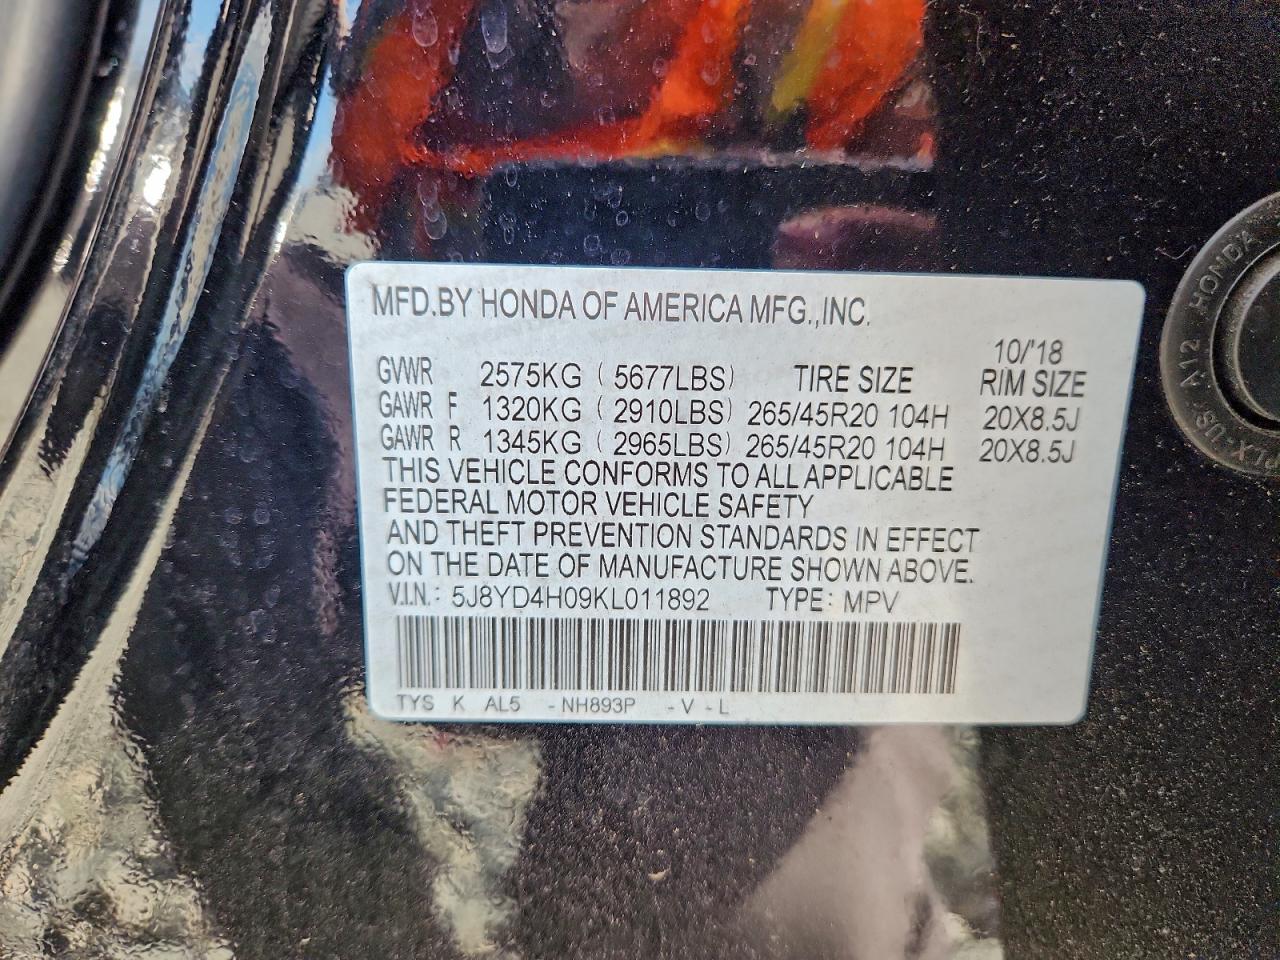 MFD.BY HONDA OF AMERICA MFG.,INC.
10/'18
GVWR 2575KG ( 5677LBS) TIRE SIZE RIM SIZE
GAWR F 1320KG ( 2910LBS) 265/45R20 104H 20X8.5J
GAWR R 1345KG ( 2965LBS) 265/45R20 104H 20X8.5J
THIS VEHICLE CONFORMS TO ALL APPLICABLE
FEDERAL MOTOR VEHICLE SAFETY
AND THEFT PREVENTION STANDARDS IN EFFECT
ON THE DATE OF MANUFACTURE SHOWN ABOVE.
V.I.N.: 5J8YD4H09KL011892 TYPE: MPV
TYS K AL5 -NH893P -V -L
PLX-US7 A12 HONDA